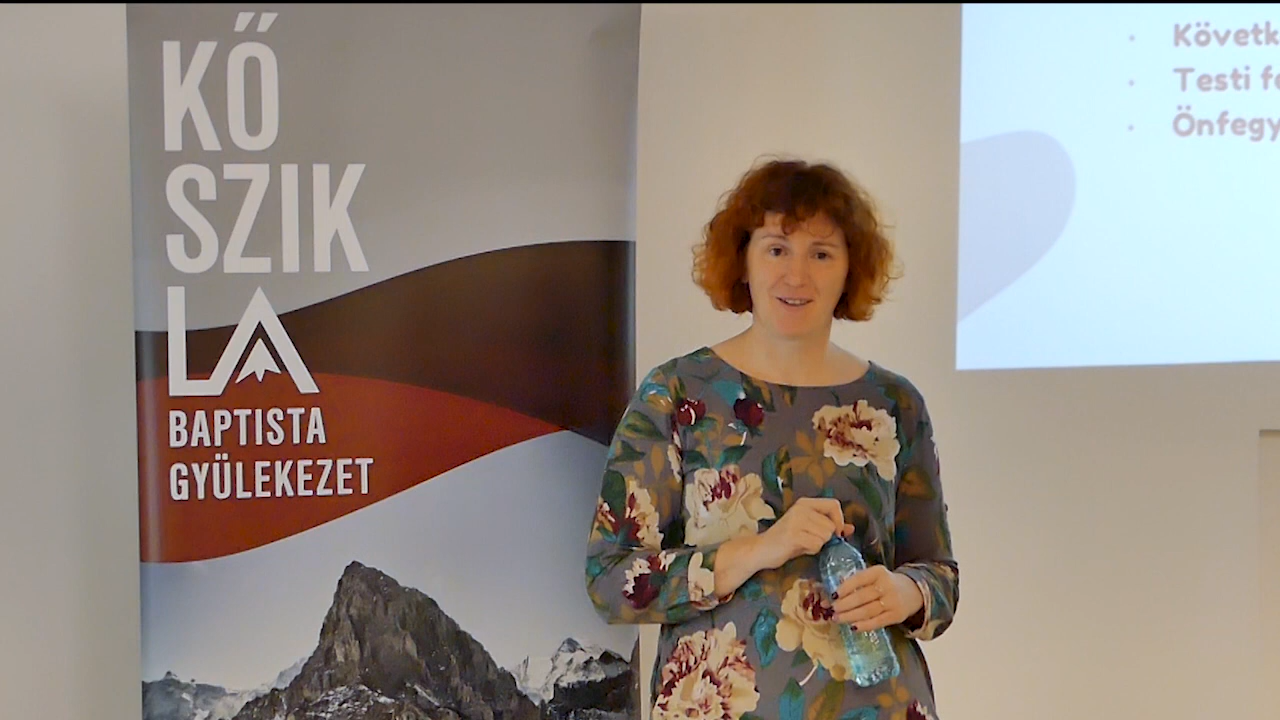 KŐ
SZIK
LA
BAPTISTA
GYÜLEKEZET
Követk
Testi fe
Önfegy